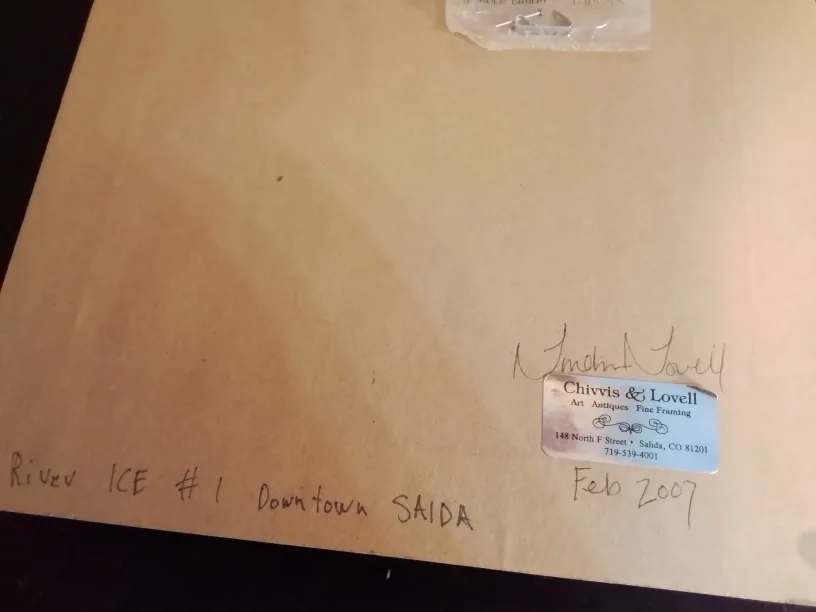 Lovell
Chivvis & Lovell
Art Antiques Fine Framing
148 North F Street • Salida, CO 81201
719-539-4001
Feb 2007
River ICE #1 Downtown SAIDA